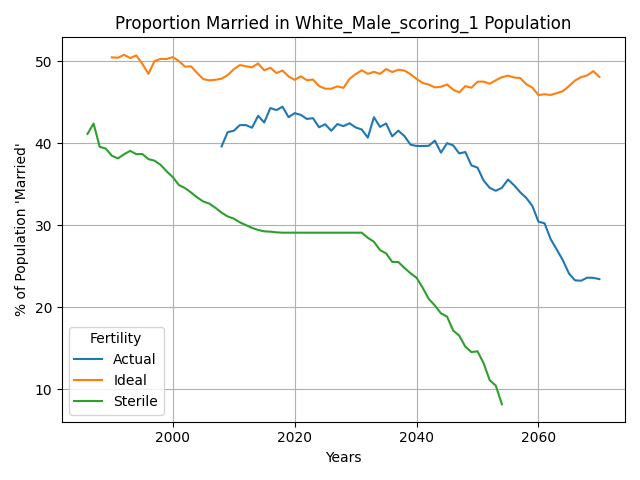 Proportion Married in White_Male_scoring_1 Population
% of Population 'Married'
50
40
30
20
10
Fertility
Actual
Ideal
Sterile
2000
2020
2040
2060
Years